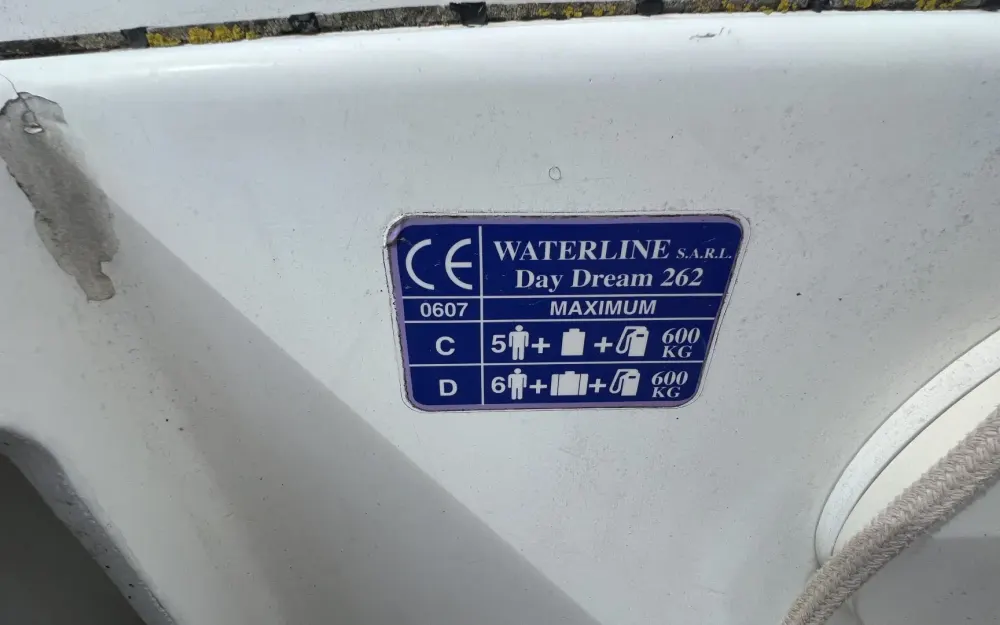 CE WATERLINE S.A.R.L.
Day Dream 262
0607 MAXIMUM
C 5 + + 600 KG
D 6 + + 600 KG